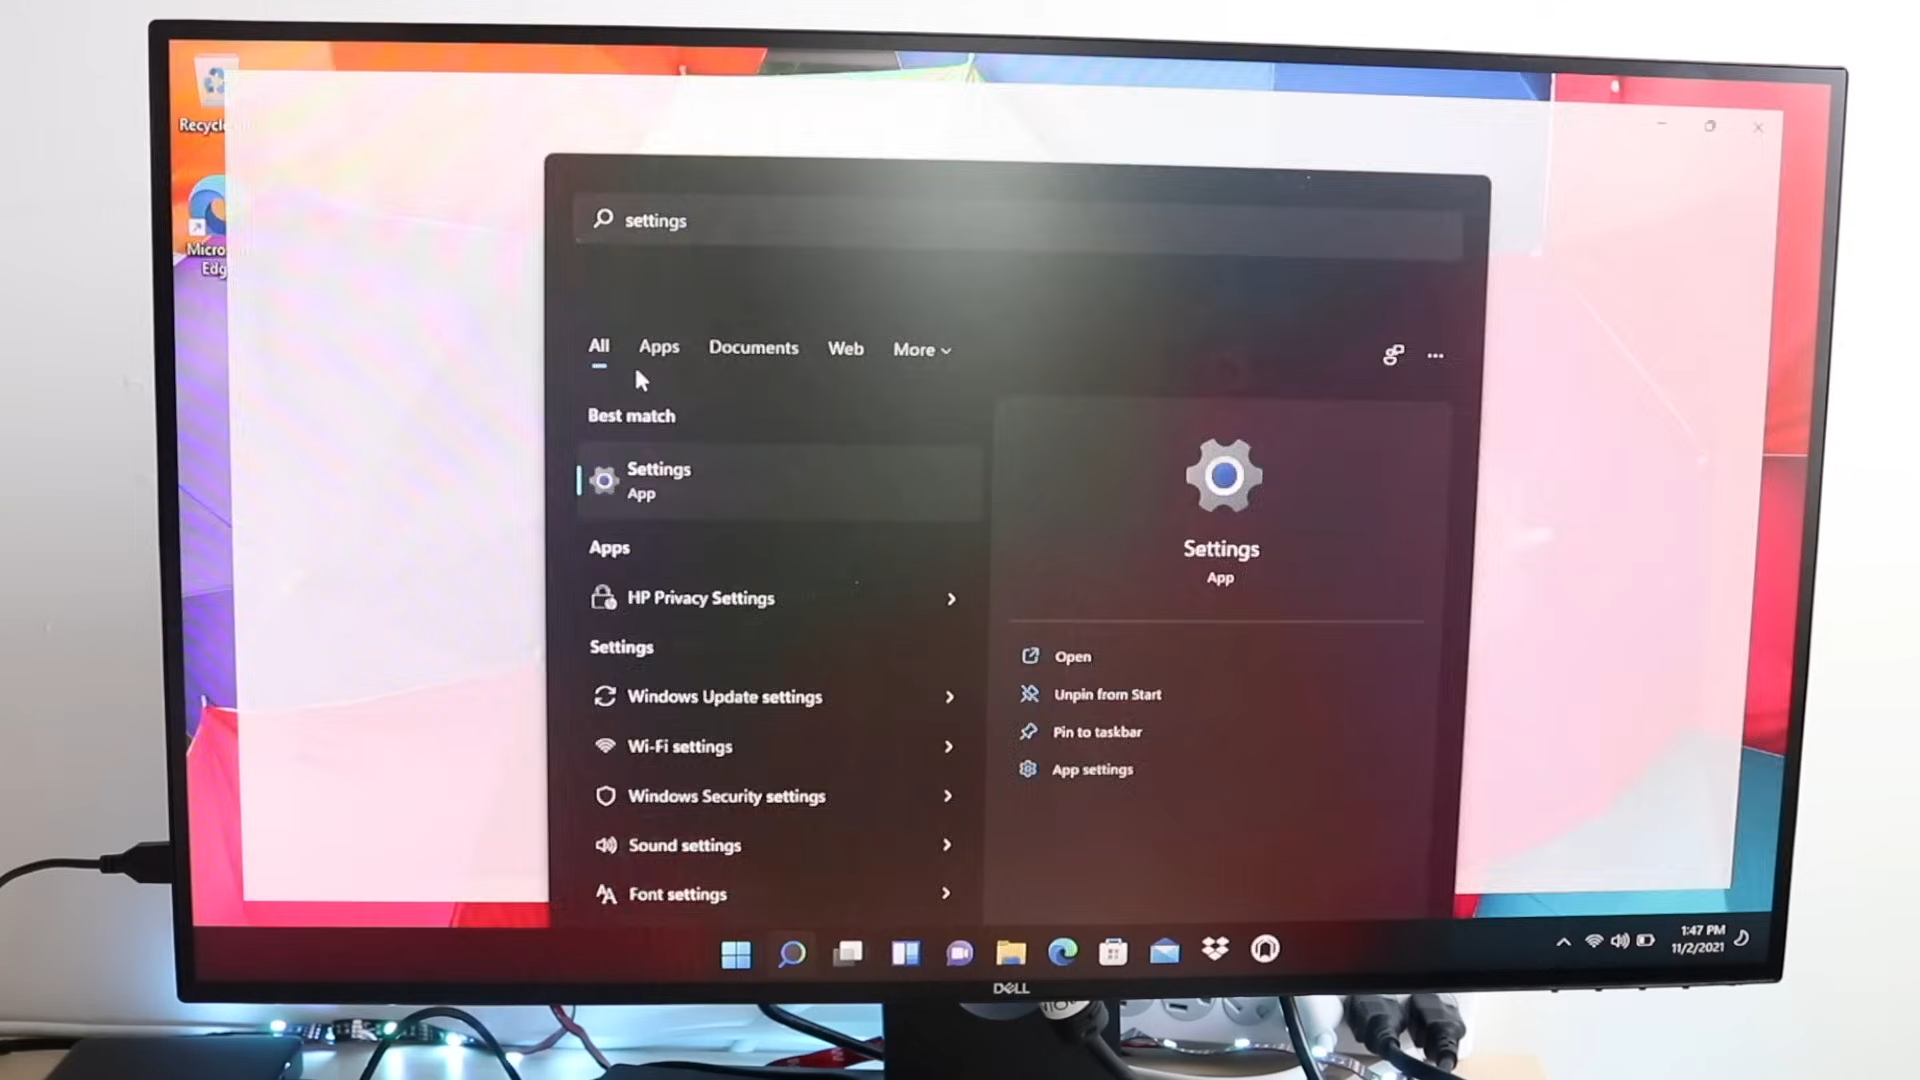 Recycle
Micro
Edg
settings
All Apps Documents Web More
Best match
Settings
App
Apps
HP Privacy Settings
Settings
Windows Update settings
Wi-Fi settings
Windows Security settings
Sound settings
Font settings
Settings
App
Open
Unpin from Start
Pin to taskbar
App settings
1:47 PM
11/2/2021
DELL